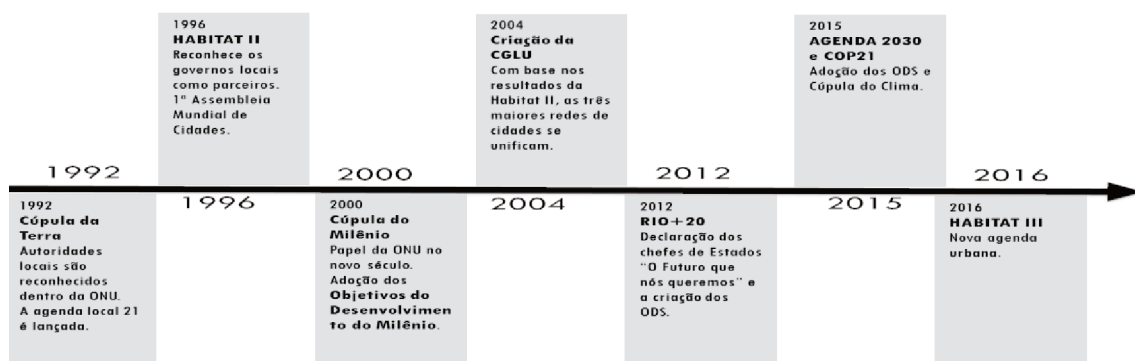 1996
HABITAT II
Reconhece os
governos locais
como parceiros.
1ª Assembleia
Mundial de
Cidades.
2004
Criação da
CGLU
Com base nos
resultados da
Habitat II, as três
maiores redes de
cidades se
unificam.
2015
AGENDA 2030
e COP21
Adoção dos ODS e
Cúpula do Clima.
1992
2000
2012
2016
1996
2004
2015
1992
Cúpula da
Terra
Autoridades
locais são
reconhecidos
dentro da ONU.
A agenda local 21
é lançada.
2000
Cúpula do
Milênio
Papel da ONU no
novo século.
Adoção dos
Objetivos do
Desenvolvimen
to do Milênio.
2012
RIO+20
Declaração dos
chefes de Estados
"O Futuro que
nós queremos" e
a criação dos
ODS.
2016
HABITAT III
Nova agenda
urbana.